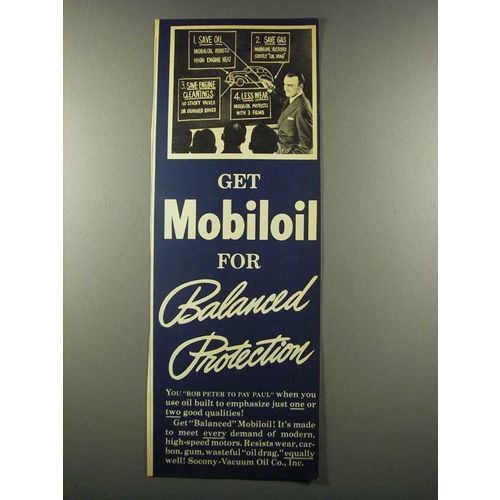 1. SAVE OIL
MOBILOIL RESISTS
HIGH ENGINE HEAT
2. SAVE GAS
MOBILOIL RESISTS
COSTLY "OIL DRAG"
3. SAVE ENGINE
CLEANINGS
NO STICKY VALVES
OR GUMMED RINGS
4. LESS WEAR
MOBILOIL PROTECTS
WITH 3 FILMS
GET
Mobiloil
FOR
Balanced
Protection
YOU "ROB PETER TO PAY PAUL" when you
use oil built to emphasize just one or
two good qualities!
Get "Balanced" Mobiloil! It's made
to meet every demand of modern,
high-speed motors. Resists wear, car-
bon, gum, wasteful "oil drag," equally
well! Socony-Vacuum Oil Co., Inc.